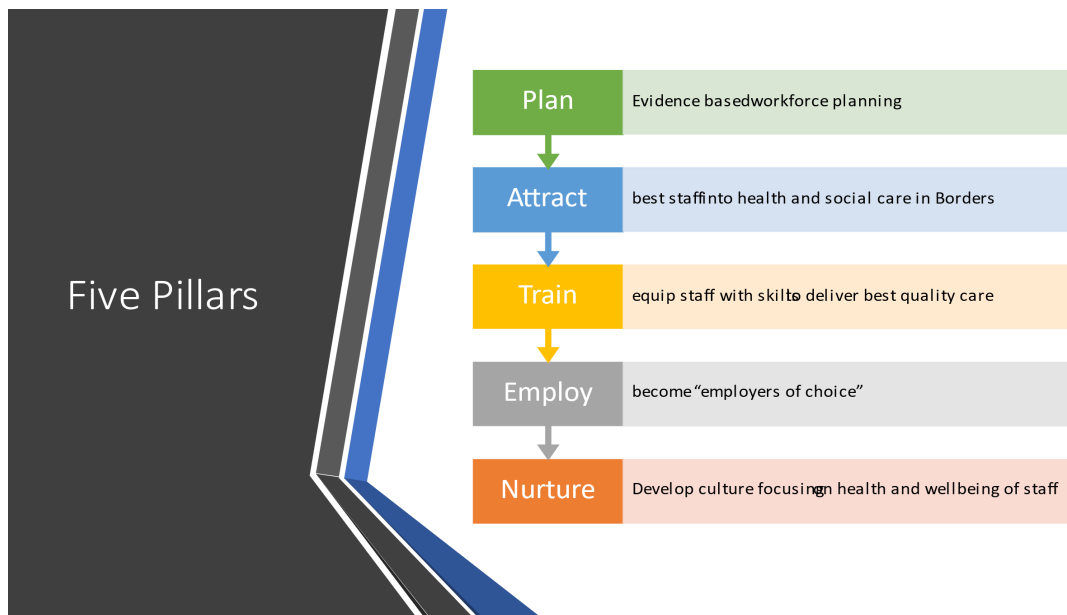 Five Pillars
Plan
Evidence basedworkforce planning
Attract
best staffinto health and social care in Borders
Train
equip staff with skillsto deliver best quality care
Employ
become “employers of choice”
Nurture
Develop culture focusingon health and wellbeing of staff